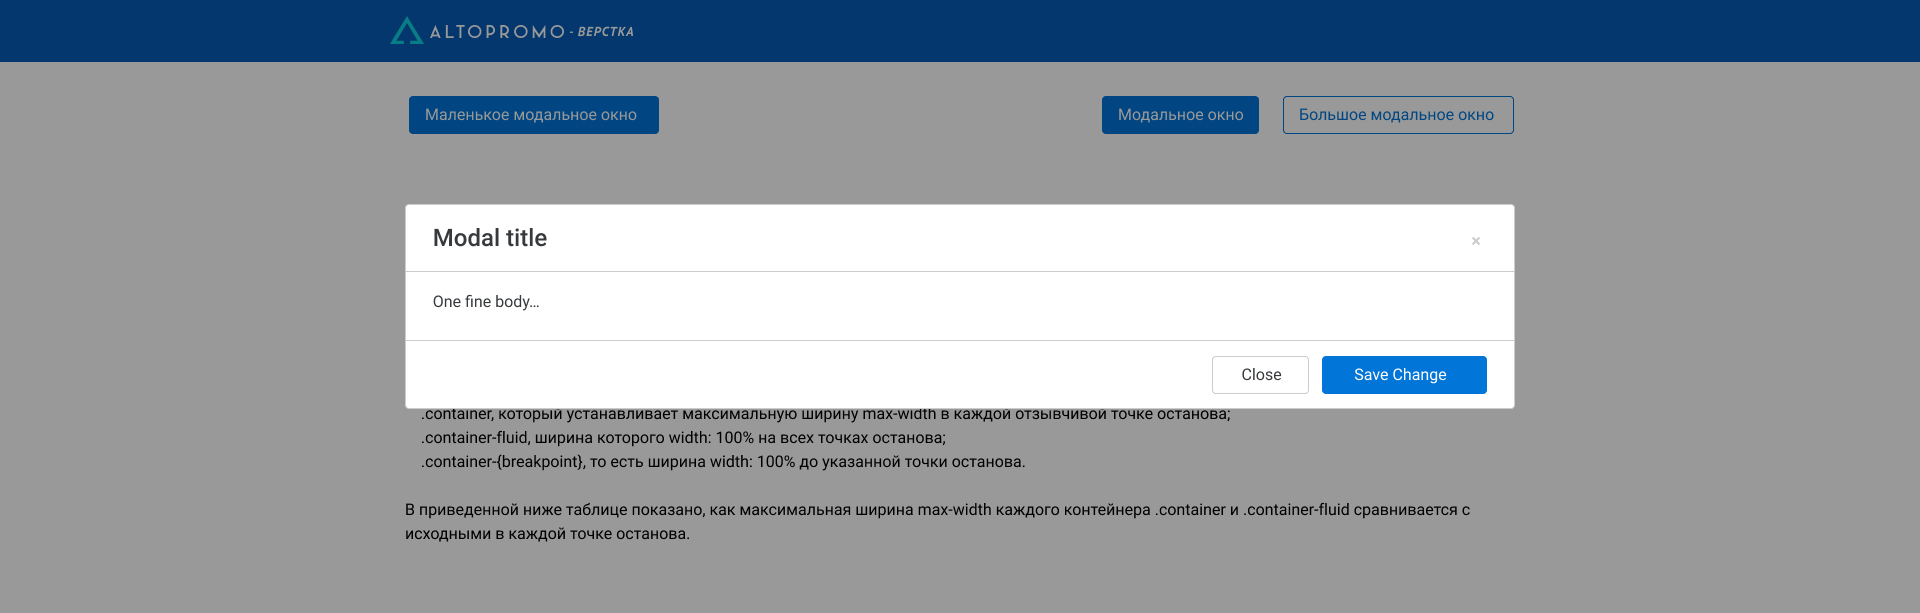 ALTOPROMO - ВЕРСТКА
Маленькое модальное окно
Модальное окно
Большое модальное окно
Modal title
×
One fine body...
Close
Save Change
.container, который устанавливает максимальную ширину max-width в каждой отзывчивой точке останова;
.container-fluid, ширина которого width: 100% на всех точках останова;
.container-{breakpoint}, то есть ширина width: 100% до указанной точки останова.
В приведенной ниже таблице показано, как максимальная ширина max-width каждого контейнера .container и .container-fluid сравнивается с
исходными в каждой точке останова.